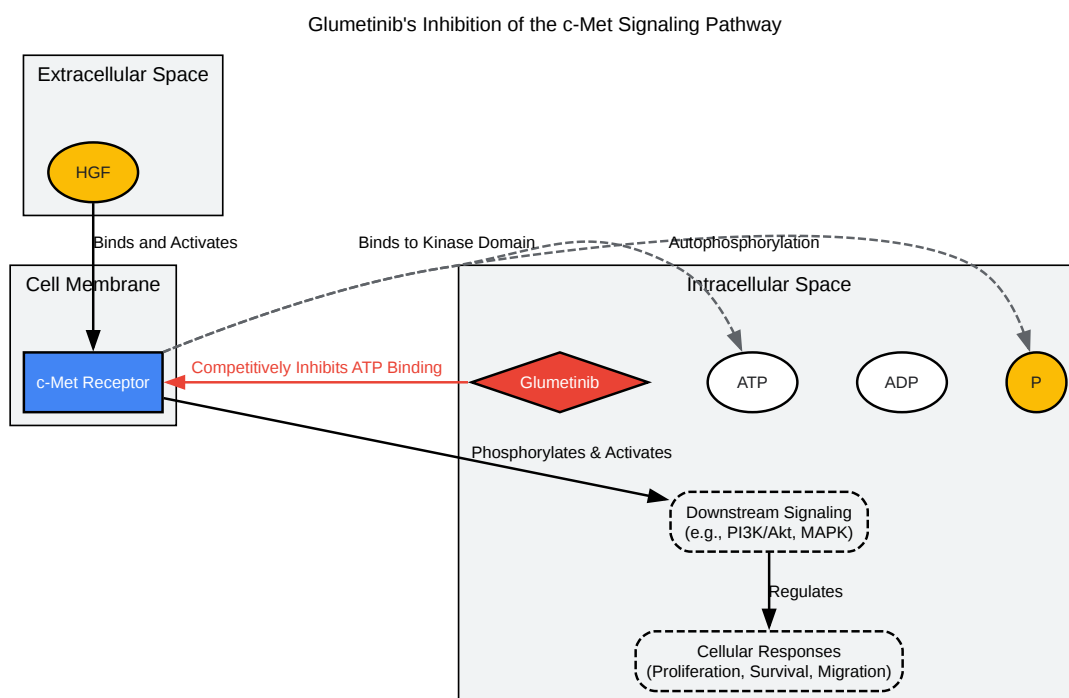 Glumetinib's Inhibition of the c-Met Signaling Pathway
Extracellular Space
HGF
Binds and Activates
Binds to Kinase Domain
Autophosphorylation
Cell Membrane
Intracellular Space
c-Met Receptor
Competitively Inhibits ATP Binding
Glumetinib
ATP
ADP
P
Phosphorylates & Activates
Downstream Signaling
(e.g., PI3K/Akt, MAPK)
Regulates
Cellular Responses
(Proliferation, Survival, Migration)